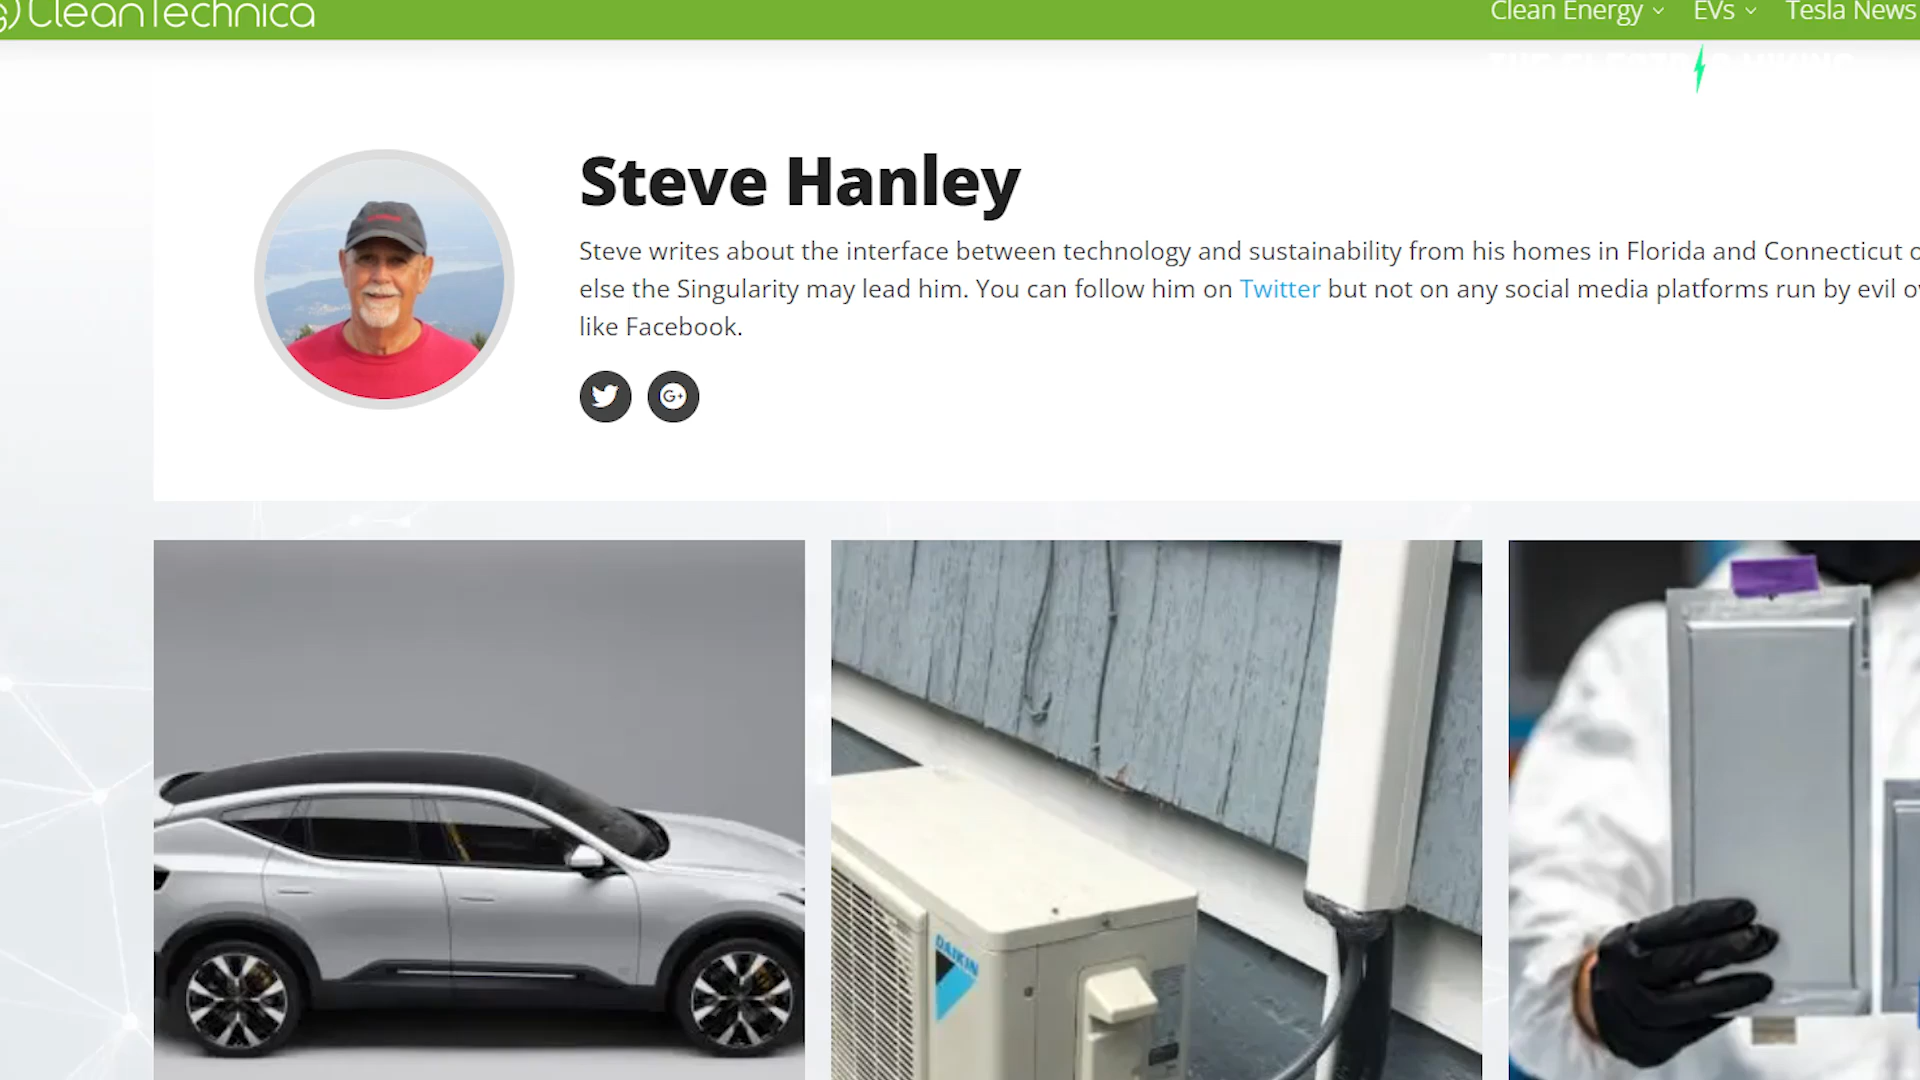 CleanTechnica
Clean Energy EVs Tesla News
Steve Hanley
Steve writes about the interface between technology and sustainability from his homes in Florida and Connecticut
else the Singularity may lead him. You can follow him on Twitter but not on any social media platforms run by evil
like Facebook.
G+
DAIKIN